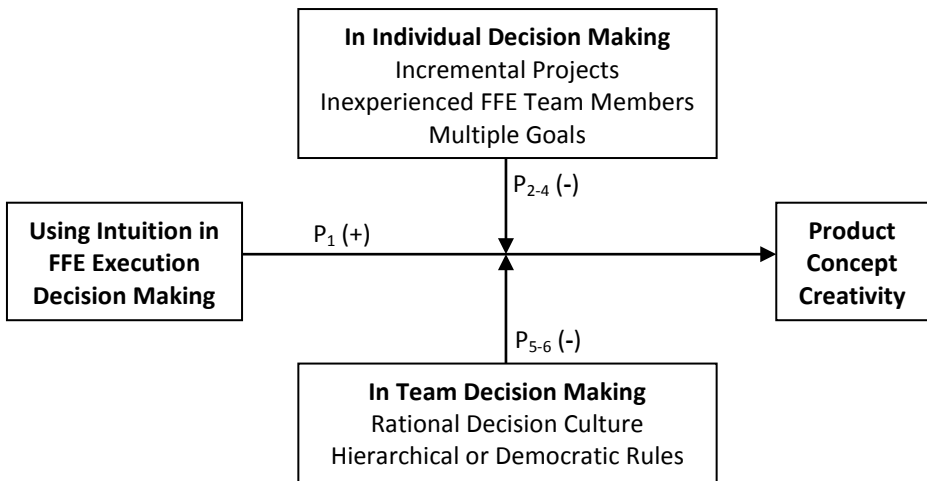 In Individual Decision Making
Incremental Projects
Inexperienced FFE Team Members
Multiple Goals
P2-4 (-)
Using Intuition in
FFE Execution
Decision Making
P1 (+)
Product
Concept
Creativity
P5-6 (-)
In Team Decision Making
Rational Decision Culture
Hierarchical or Democratic Rules